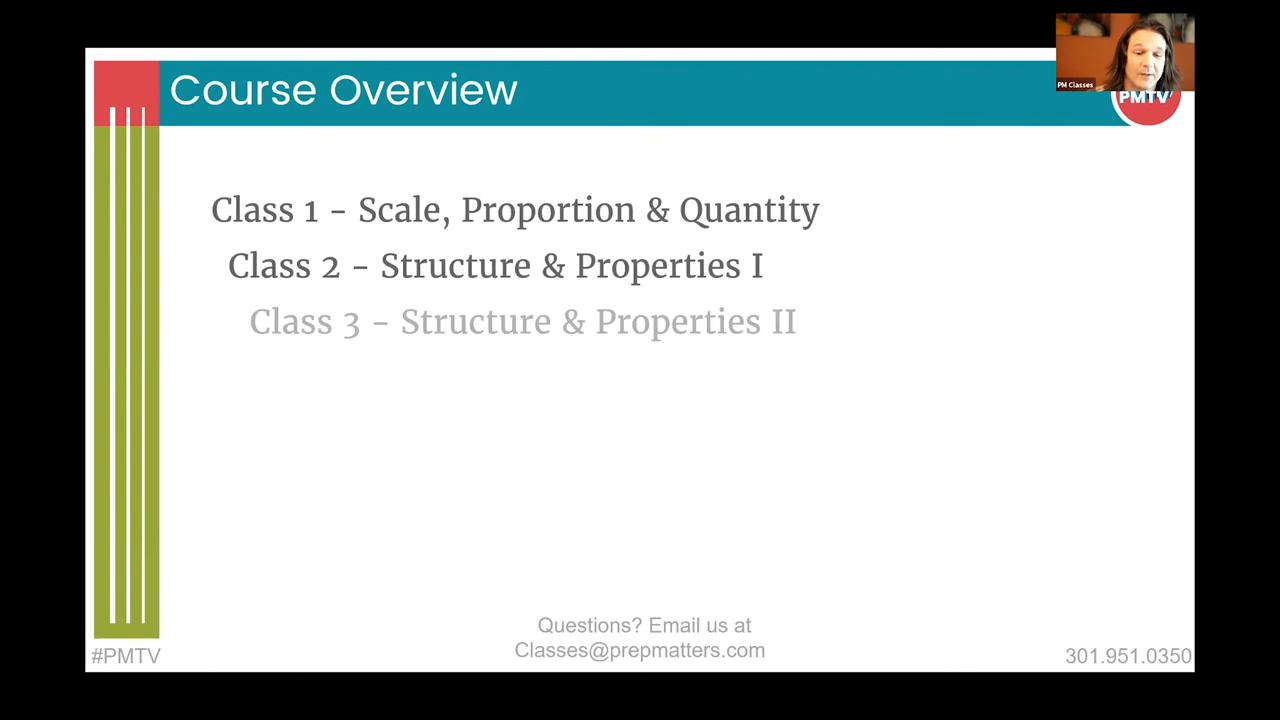 Course Overview
PM Classes
PMTV
Class 1 - Scale, Proportion & Quantity
Class 2 - Structure & Properties I
Class 3 - Structure & Properties II
Questions? Email us at
Classes@prepmatters.com
#PMTV
301.951.0350